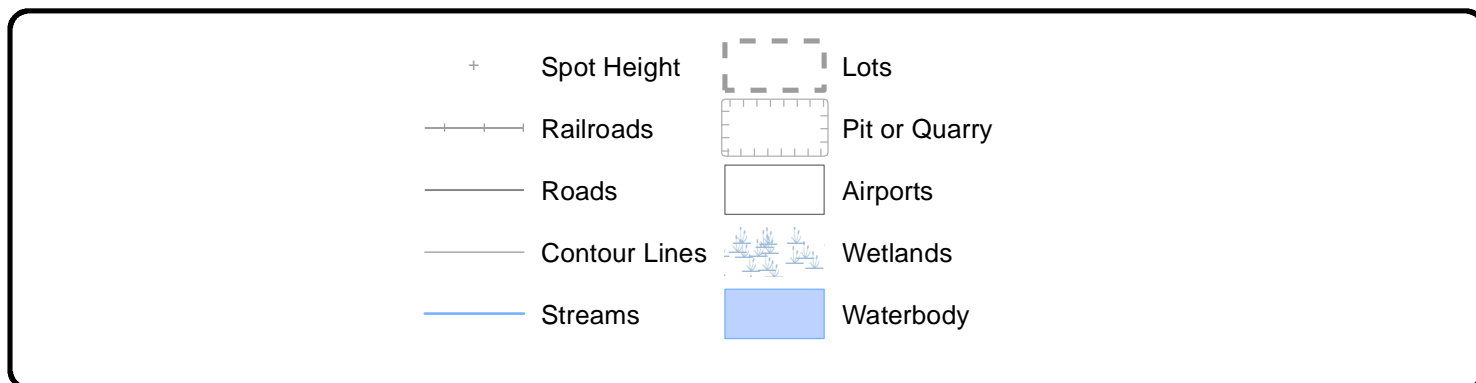 Spot Height
Railroads
Roads
Contour Lines
Streams
Lots
Pit or Quarry
Airports
Wetlands
Waterbody